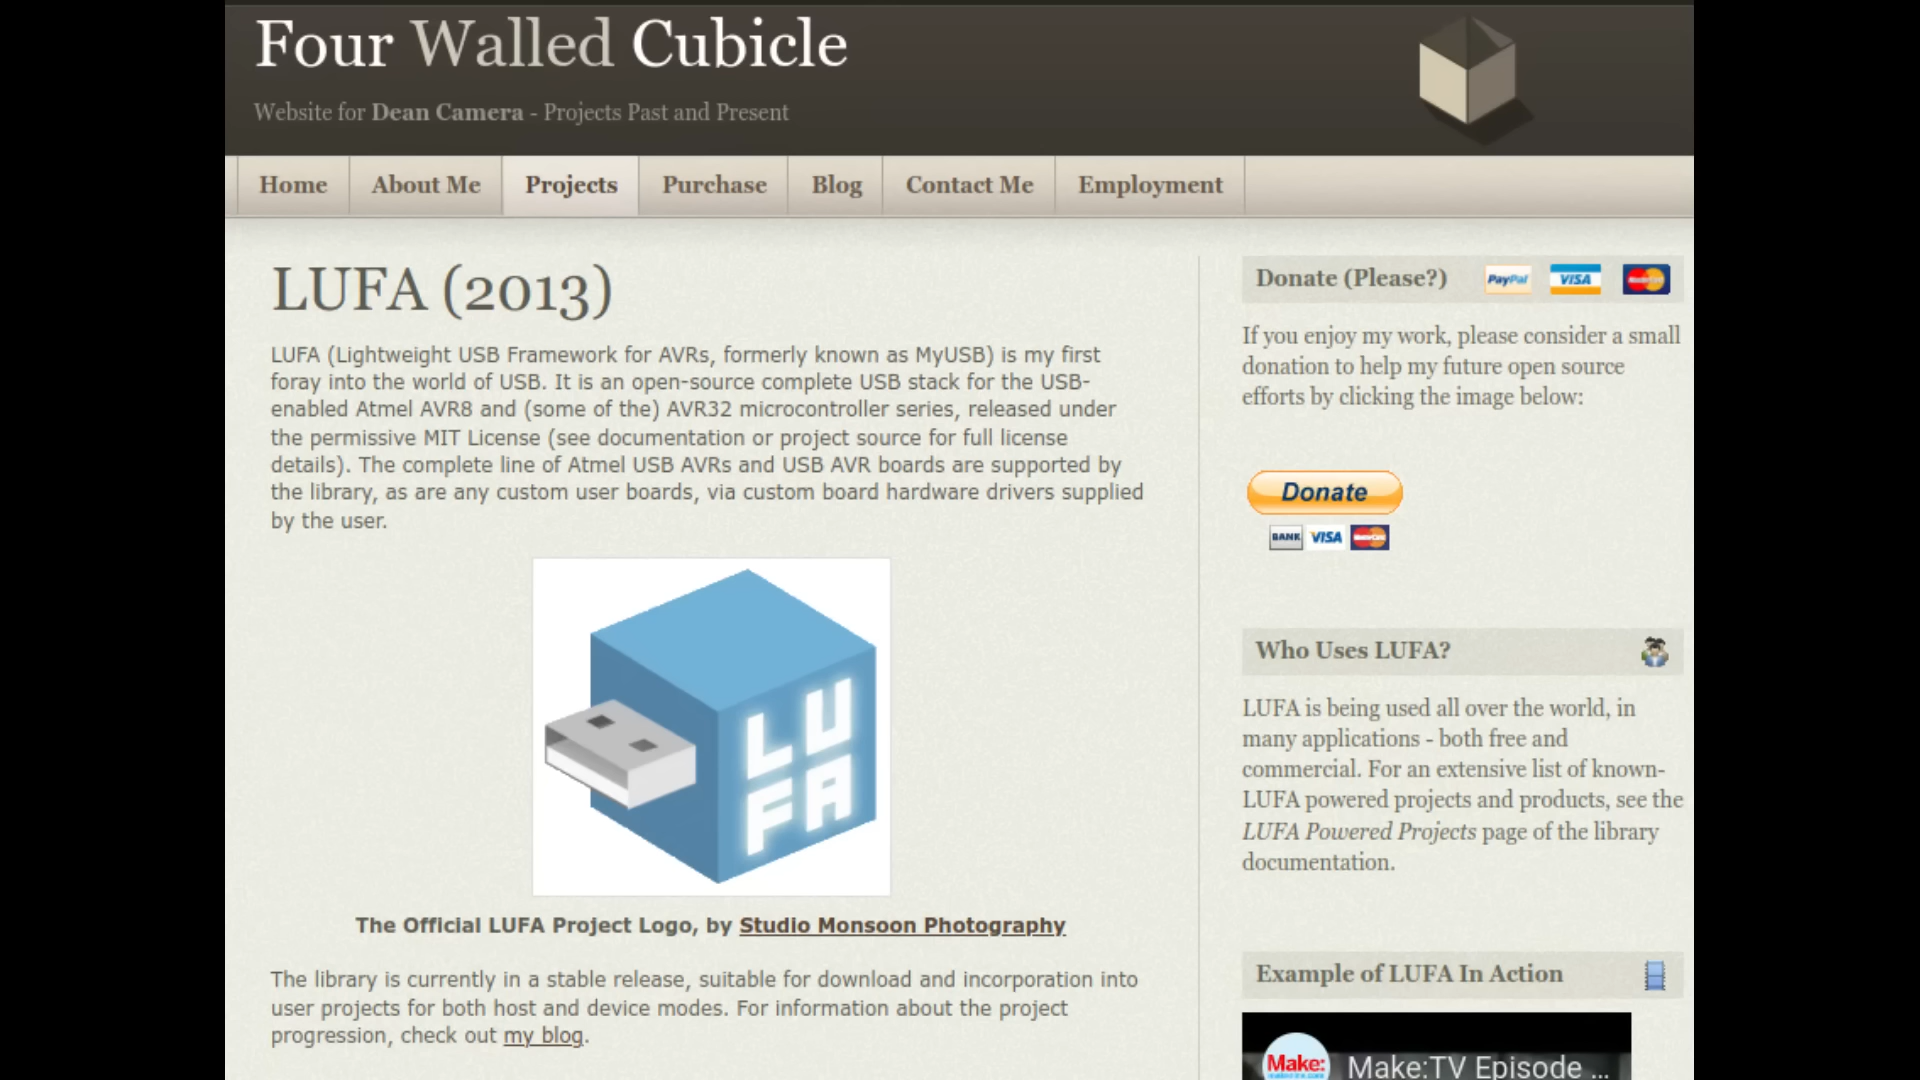 Four Walled Cubicle
Website for Dean Camera - Projects Past and Present
Home
About Me
Projects
Purchase
Blog
Contact Me
Employment
LUFA (2013)
LUFA (Lightweight USB Framework for AVRs, formerly known as MyUSB) is my first
foray into the world of USB. It is an open-source complete USB stack for the USB-
enabled Atmel AVR8 and (some of the) AVR32 microcontroller series, released under
the permissive MIT License (see documentation or project source for full license
details). The complete line of Atmel USB AVRs and USB AVR boards are supported by
the library, as are any custom user boards, via custom board hardware drivers supplied
by the user.
LU
FA
The Official LUFA Project Logo, by Studio Monsoon Photography
The library is currently in a stable release, suitable for download and incorporation into
user projects for both host and device modes. For information about the project
progression, check out my blog.
Donate (Please?)
PayPal
VISA
If you enjoy my work, please consider a small
donation to help my future open source
efforts by clicking the image below:
Donate
BANK
VISA
Who Uses LUFA?
LUFA is being used all over the world, in
many applications - both free and
commercial. For an extensive list of known-
LUFA powered projects and products, see the
LUFA Powered Projects page of the library
documentation.
Example of LUFA In Action
Make:
Make:TV Episode ...